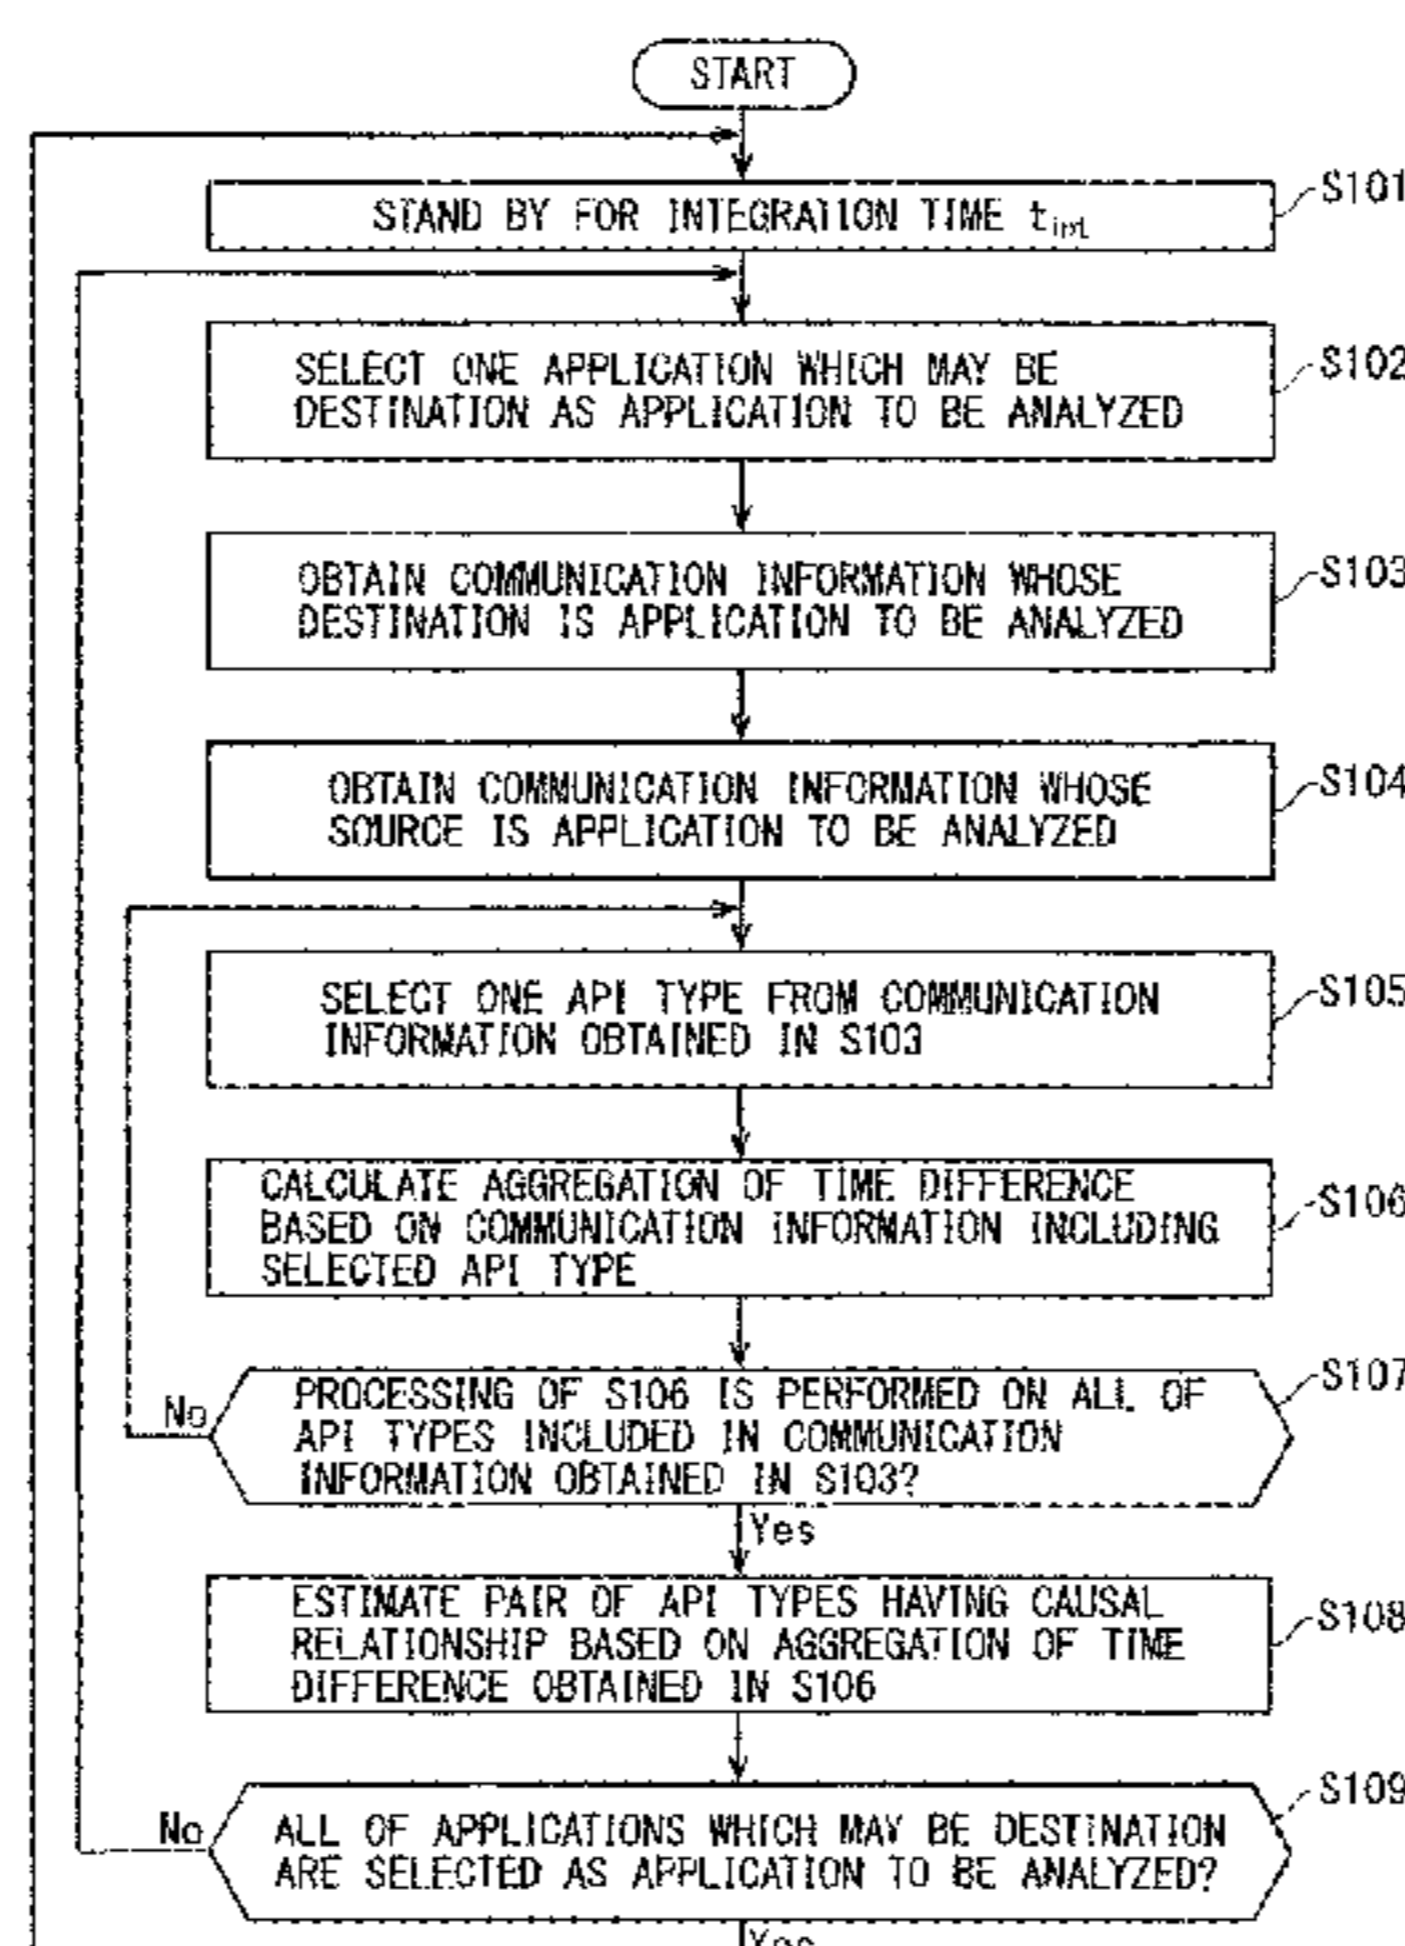 START
S101
STAND BY FOR INTEGRATION TIME tint
S102
SELECT ONE APPLICATION WHICH MAY BE
DESTINATION AS APPLICATION TO BE ANALYZED
S103
OBTAIN COMMUNICATION INFORMATION WHOSE
DESTINATION IS APPLICATION TO BE ANALYZED
S104
OBTAIN COMMUNICATION INFORMATION WHOSE
SOURCE IS APPLICATION TO BE ANALYZED
S105
SELECT ONE API TYPE FROM COMMUNICATION
INFORMATION OBTAINED IN S103
S106
CALCULATE AGGREGATION OF TIME DIFFERENCE
BASED ON COMMUNICATION INFORMATION INCLUDING
SELECTED API TYPE
S107
No
PROCESSING OF S106 IS PERFORMED ON ALL OF
API TYPES INCLUDED IN COMMUNICATION
INFORMATION OBTAINED IN S103?
Yes
S108
ESTIMATE PAIR OF API TYPES HAVING CAUSAL
RELATIONSHIP BASED ON AGGREGATION OF TIME
DIFFERENCE OBTAINED IN S106
S109
No
ALL OF APPLICATIONS WHICH MAY BE DESTINATION
ARE SELECTED AS APPLICATION TO BE ANALYZED?
Yes